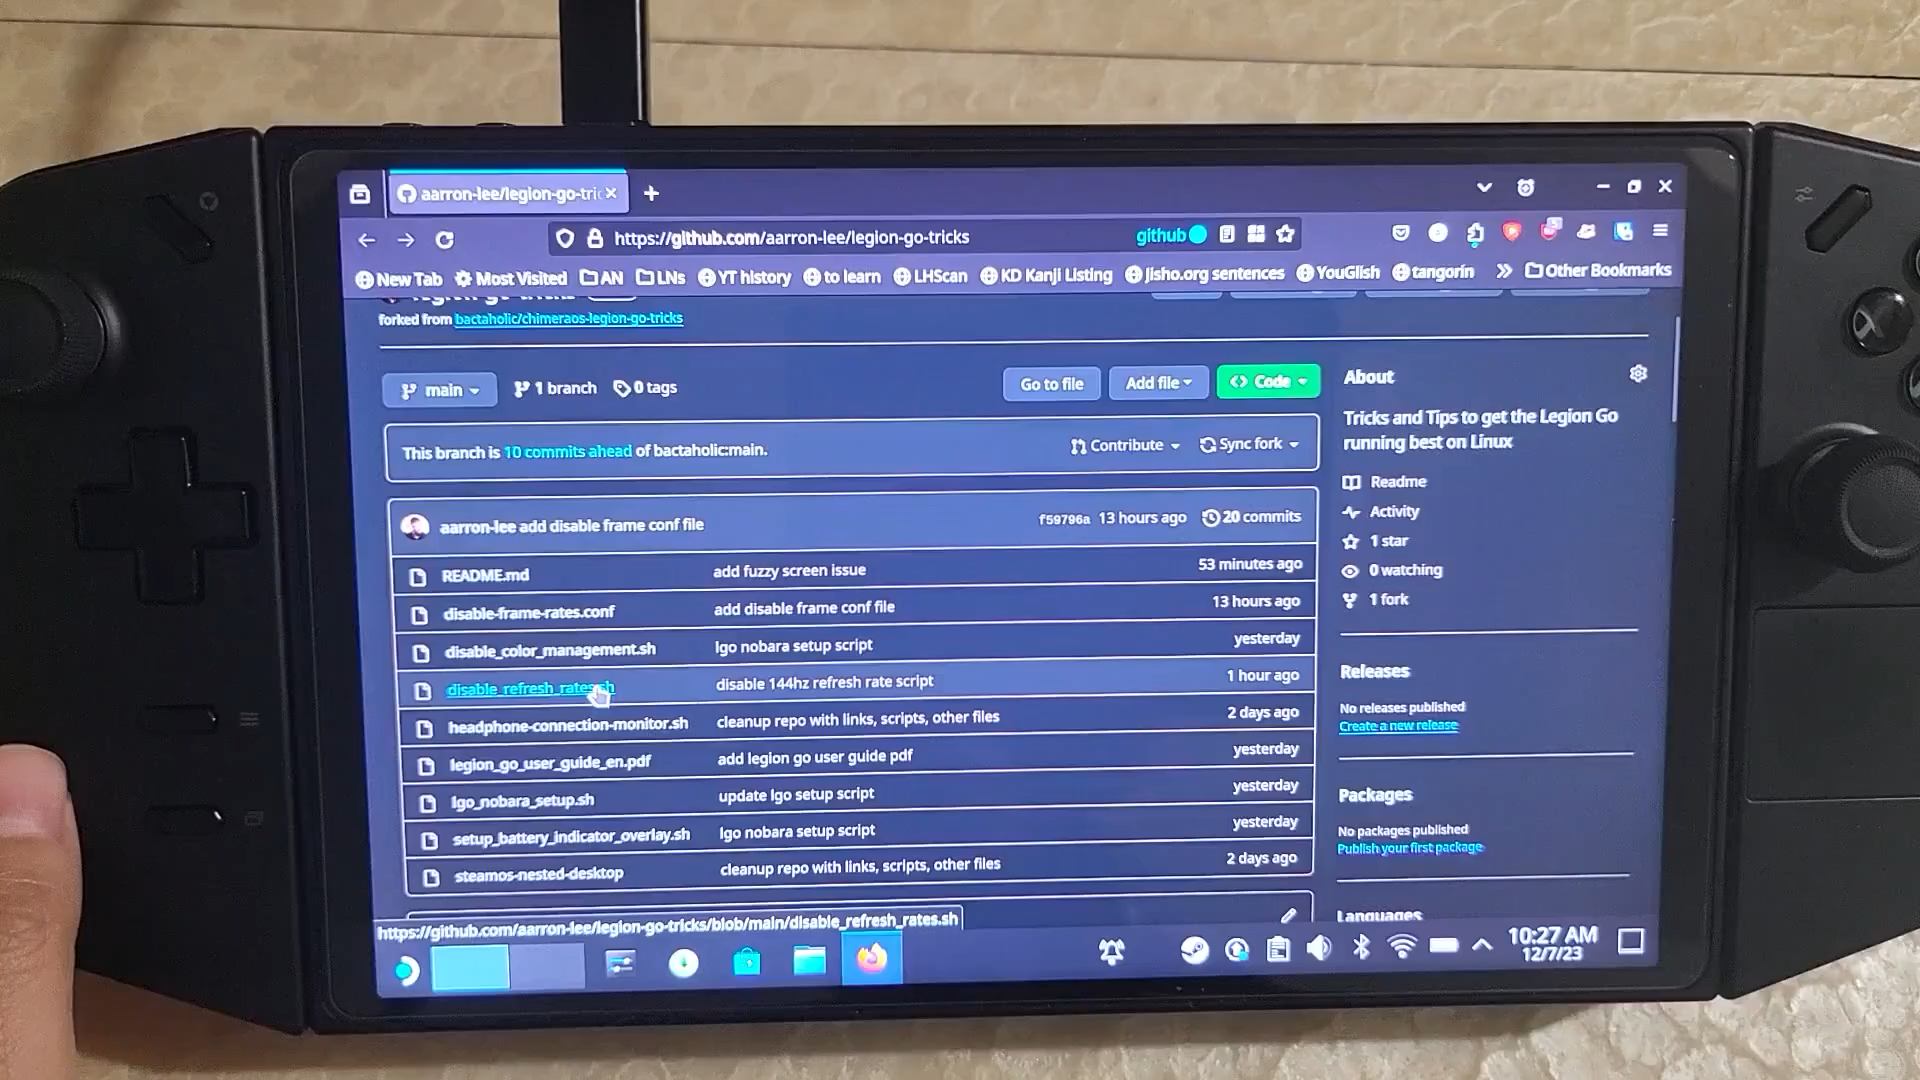 aarron-lee/legion-go-tric
https://github.com/aarron-lee/legion-go-tricks
github
New Tab
Most Visited
AN
LNs
YT history
to learn
LHScan
KD Kanji Listing
Jisho.org sentences
YouGlish
tangorin
Other Bookmarks
forked from bactaholic/chimeraos-legion-go-tricks
main
1 branch
0 tags
Go to file
Add file
Code
This branch is 10 commits ahead of bactaholic:main.
Contribute
Sync fork
aarron-lee add disable frame conf file
f59796a 13 hours ago
20 commits
README.md
add fuzzy screen issue
53 minutes ago
disable-frame-rates.conf
add disable frame conf file
13 hours ago
disable_color_management.sh
lgo nobara setup script
yesterday
disable_refresh_rates.sh
disable 144hz refresh rate script
1 hour ago
headphone-connection-monitor.sh
cleanup repo with links, scripts, other files
2 days ago
legion_go_user_guide_en.pdf
add legion go user guide pdf
yesterday
lgo_nobara_setup.sh
update lgo setup script
yesterday
setup_battery_indicator_overlay.sh
lgo nobara setup script
yesterday
steamos-nested-desktop
cleanup repo with links, scripts, other files
2 days ago
About
Tricks and Tips to get the Legion Go
running best on Linux
Readme
Activity
1 star
0 watching
1 fork
Releases
No releases published
Create a new release
Packages
No packages published
Publish your first package
Languages
https://github.com/aarron-lee/legion-go-tricks/blob/main/disable_refresh_rates.sh
10:27 AM
12/7/23